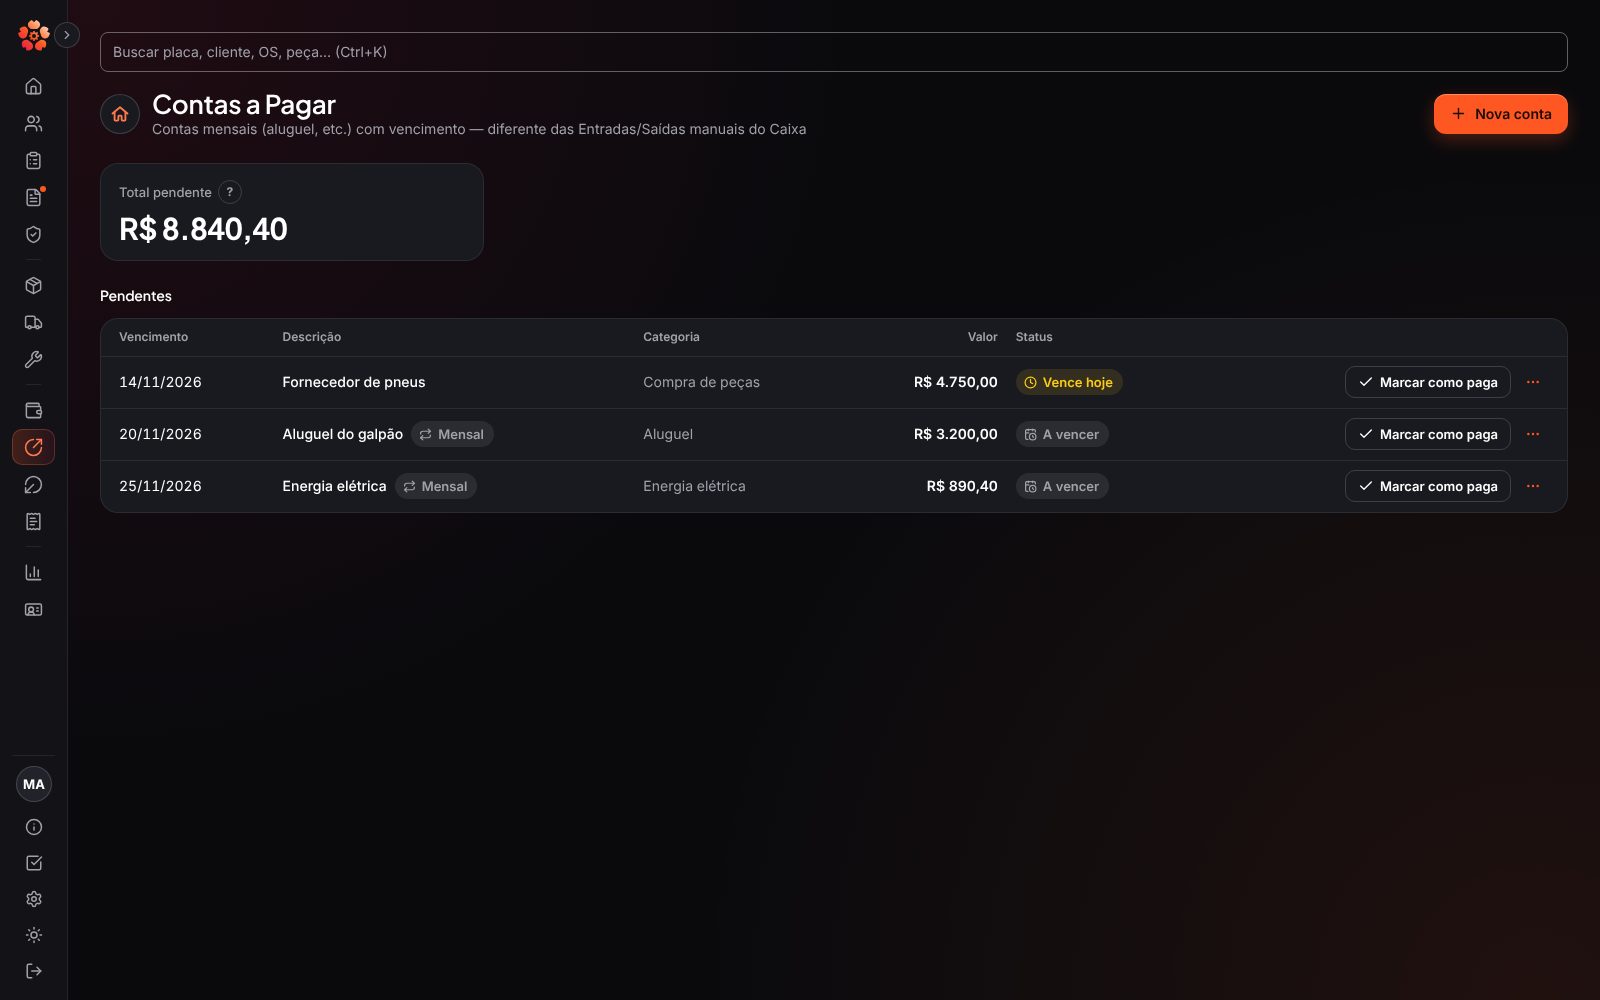 Buscar placa, cliente, OS, peça... (Ctrl+K)
Contas a Pagar
Contas mensais (aluguel, etc.) com vencimento — diferente das Entradas/Saídas manuais do Caixa
+ Nova conta
Total pendente ?
R$ 8.840,40
Pendentes
Vencimento Descrição Categoria Valor Status
14/11/2026 Fornecedor de pneus Compra de peças R$ 4.750,00 Vence hoje Marcar como paga ...
20/11/2026 Aluguel do galpão Mensal Aluguel R$ 3.200,00 A vencer Marcar como paga ...
25/11/2026 Energia elétrica Mensal Energia elétrica R$ 890,40 A vencer Marcar como paga ...
MA